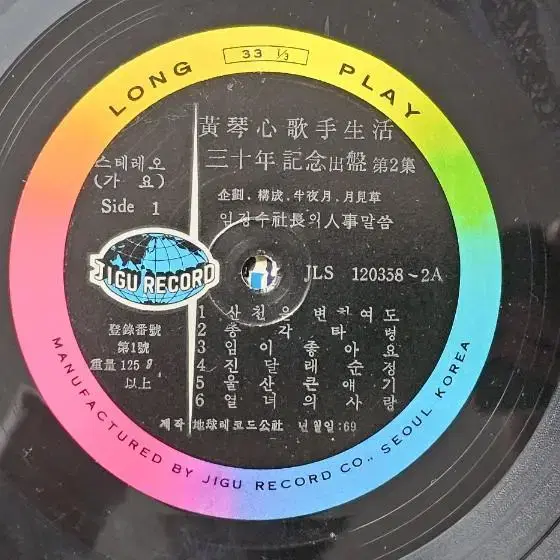 LONG PLAY
33 1/3
黃琴心歌手生活
三十年記念出盤 第2集
스테레오
(가요)
Side 1
企劃, 構成, 半夜月, 月見草
임정수社長의人事말씀
JIGU RECORD
JLS 120358-2A
登錄番號
第1號
重量 125g
以上
1 산천은 변하여도
2 총각타령
3 임이좋아요
4 진달래순정
5 울산큰애기
6 열녀의사랑
제작 地球레코드公社 년월일:69
MANUFACTURED BY JIGU RECORD CO., SEOUL KOREA